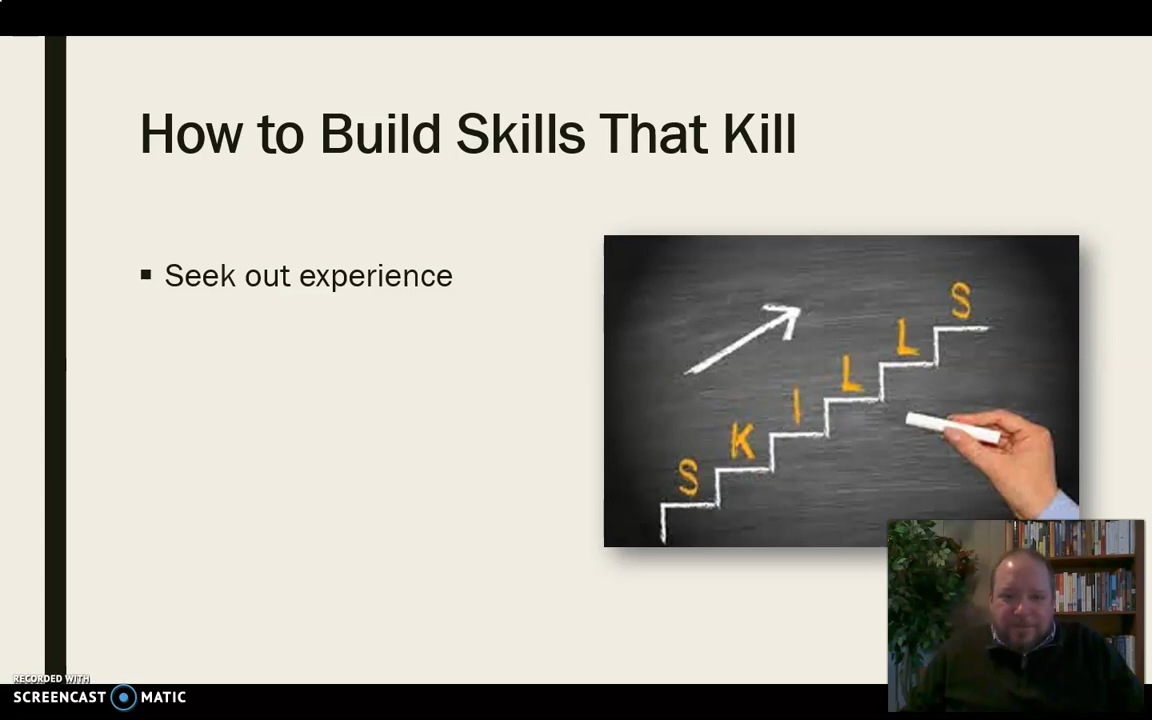 How to Build Skills That Kill
▪ Seek out experience
S K I L L S
RECORDED WITH
SCREENCAST MATIC